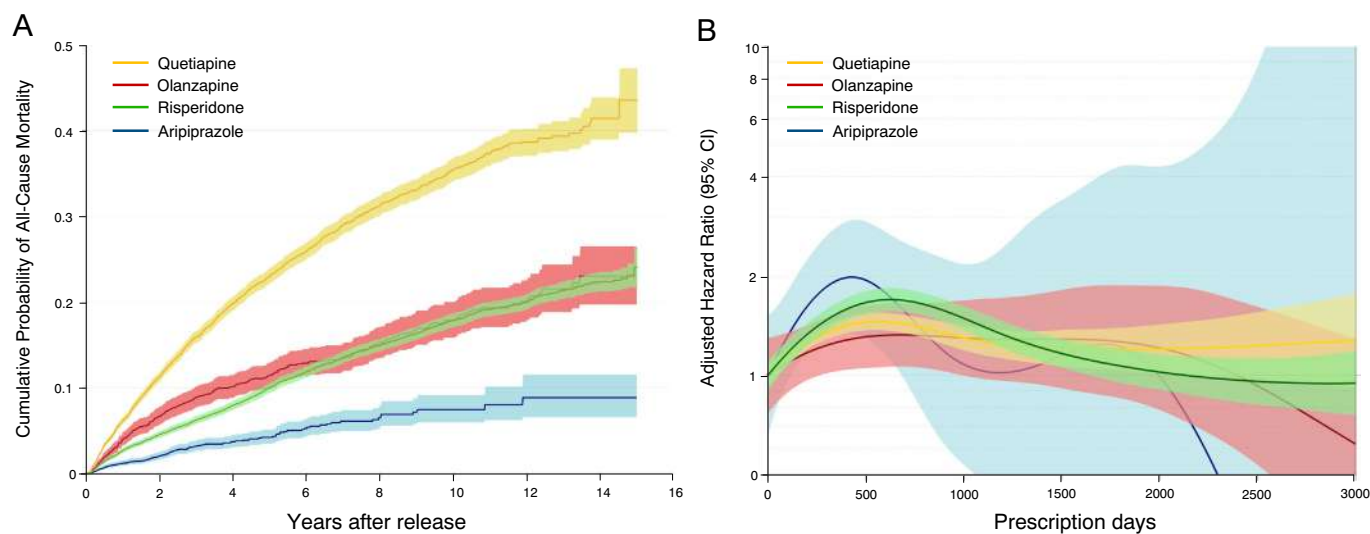 A
Cumulative Probability of All-Cause Mortality
0.5
0.4
0.3
0.2
0.1
0
Quetiapine
Olanzapine
Risperidone
Aripiprazole
0 2 4 6 8 10 12 14 16
Years after release
B
Adjusted Hazard Ratio (95% CI)
10
8
6
4
2
1
0
Quetiapine
Olanzapine
Risperidone
Aripiprazole
0 500 1000 1500 2000 2500 3000
Prescription days